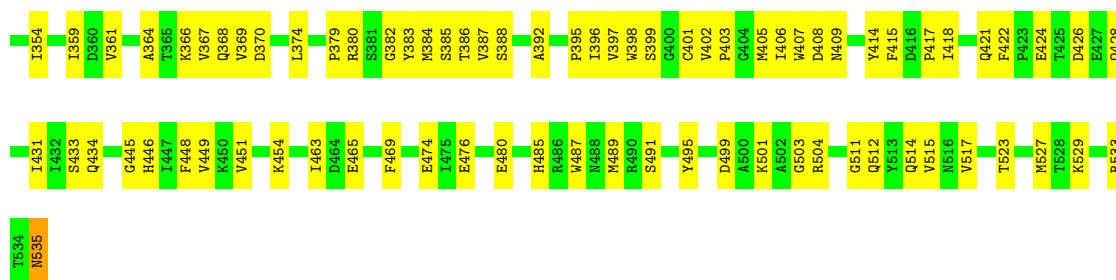 I354 I359 D360 V361 A364 T365 K366 V367 Q368 V369 D370 L374 P379 R380 S381 G382 Y383 M384 S385 T386 V387 S388 A392 P395 I396 V397 W398 S399 G400 C401 V402 P403 G404 M405 I406 W407 D408 N409 Y414 F415 D416 P417 I418 Q421 F422 P423 E424 T425 D426 E427
I431 I432 S433 Q434 G445 H446 I447 F448 V449 K450 V451 K454 I463 D464 E465 F469 E474 I475 E476 E480 H485 R486 W487 N488 M489 R490 S491 Y495 D499 A500 K501 A502 G503 R504 G511 Q512 Y513 Q514 V515 N516 V517 T523 M527 T528 K529
T534 N535